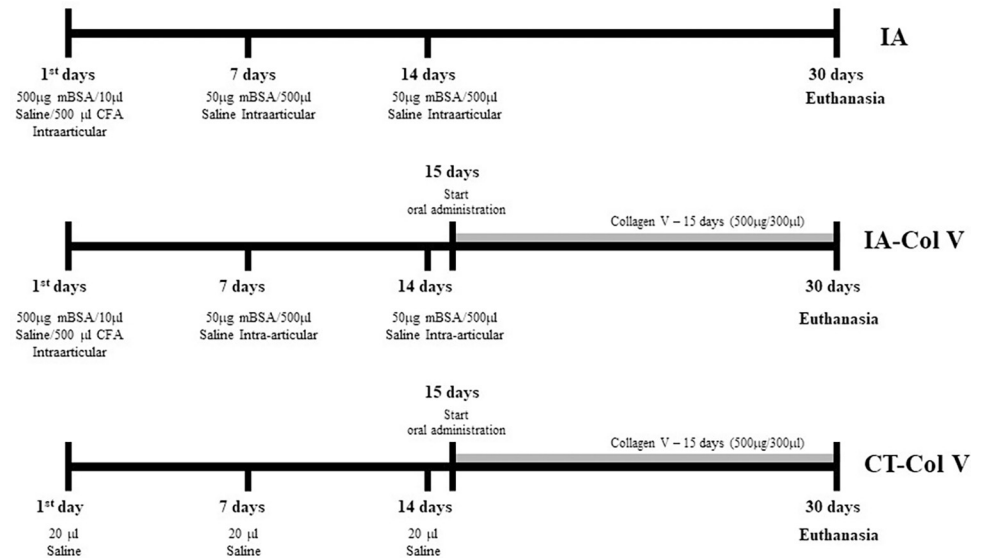 IA
1st days
7 days
14 days
30 days
500μg mBSA/10μl
Saline/500 μl CFA
Intraarticular
50μg mBSA/500μl
Saline Intraarticular
50μg mBSA/500μl
Saline Intraarticular
Euthanasia
15 days
Start
oral administration
Collagen V – 15 days (500μg/300μl)
IA-Col V
1st days
7 days
14 days
30 days
500μg mBSA/10μl
Saline/500 μl CFA
Intraarticular
50μg mBSA/500μl
Saline Intra-articular
50μg mBSA/500μl
Saline Intra-articular
Euthanasia
15 days
Start
oral administration
Collagen V – 15 days (500μg/300μl)
CT-Col V
1st day
7 days
14 days
30 days
20 μl
Saline
20 μl
Saline
20 μl
Saline
Euthanasia